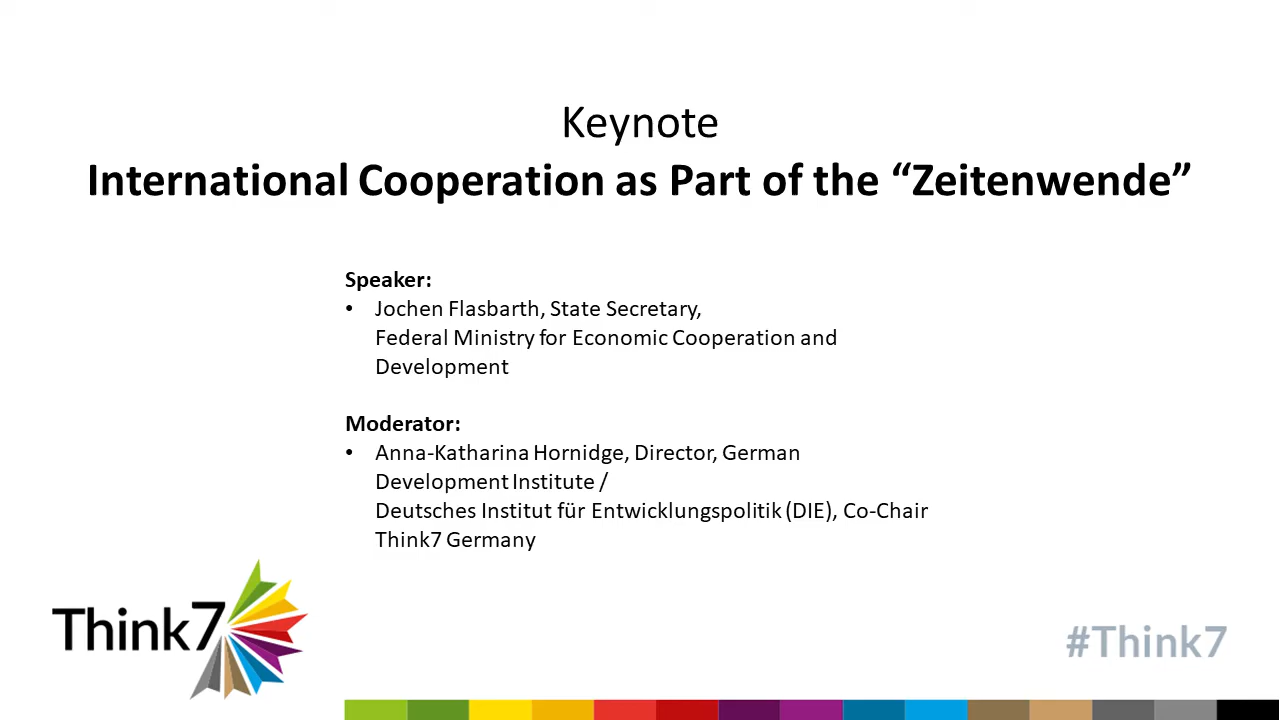 Keynote
International Cooperation as Part of the “Zeitenwende”
Speaker:
• Jochen Flasbarth, State Secretary,
Federal Ministry for Economic Cooperation and
Development
Moderator:
• Anna-Katharina Hornidge, Director, German
Development Institute /
Deutsches Institut für Entwicklungspolitik (DIE), Co-Chair
Think7 Germany
Think7
#Think7